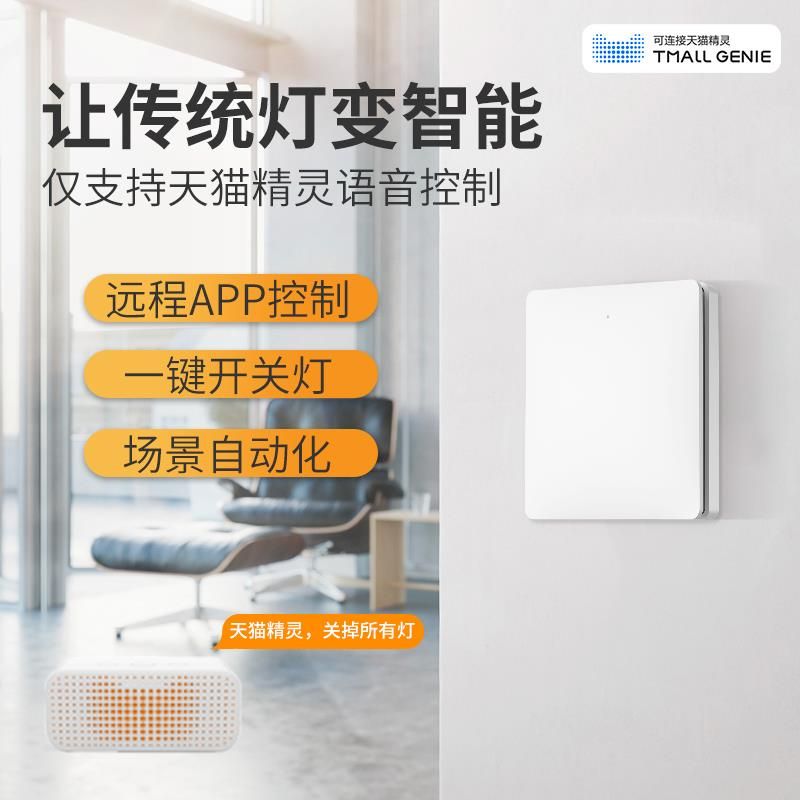 可连接天猫精灵
TMALL GENIE
让传统灯变智能
仅支持天猫精灵语音控制
远程APP控制
一键开关灯
场景自动化
天猫精灵，关掉所有灯